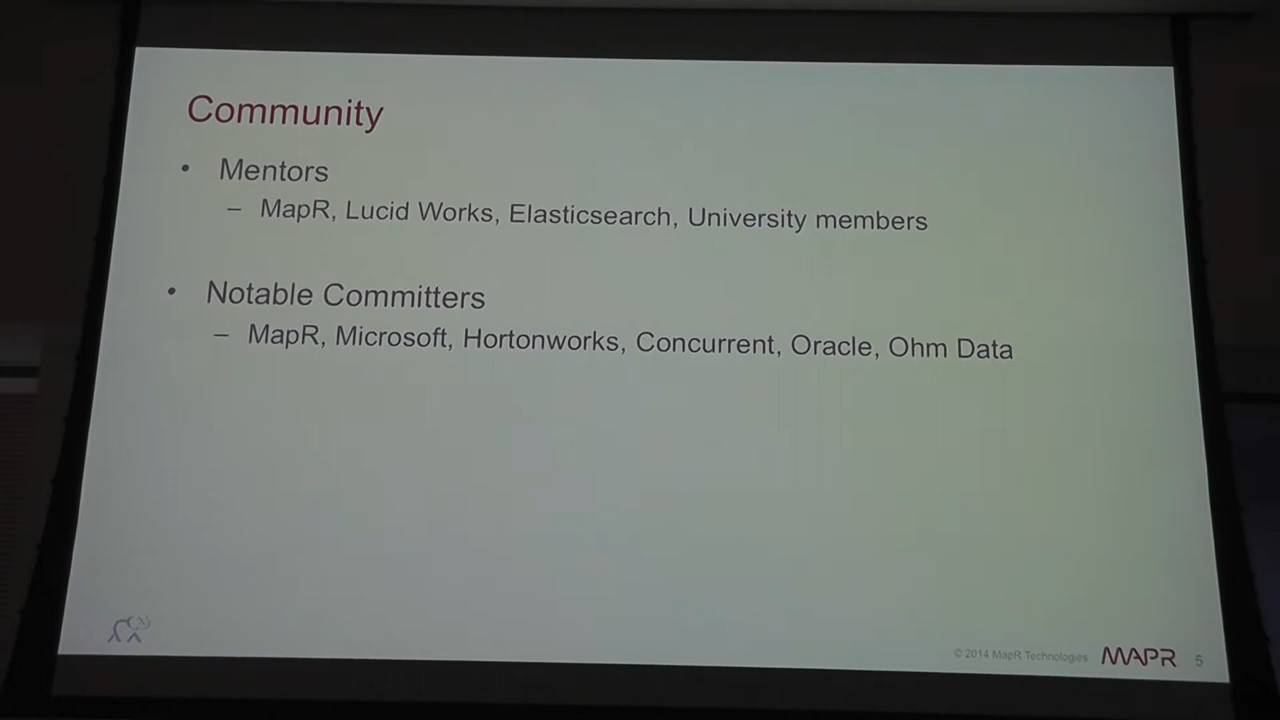 Community
• Mentors
– MapR, Lucid Works, Elasticsearch, University members
• Notable Committers
– MapR, Microsoft, Hortonworks, Concurrent, Oracle, Ohm Data
© 2014 MapR Technologies MAPR 5